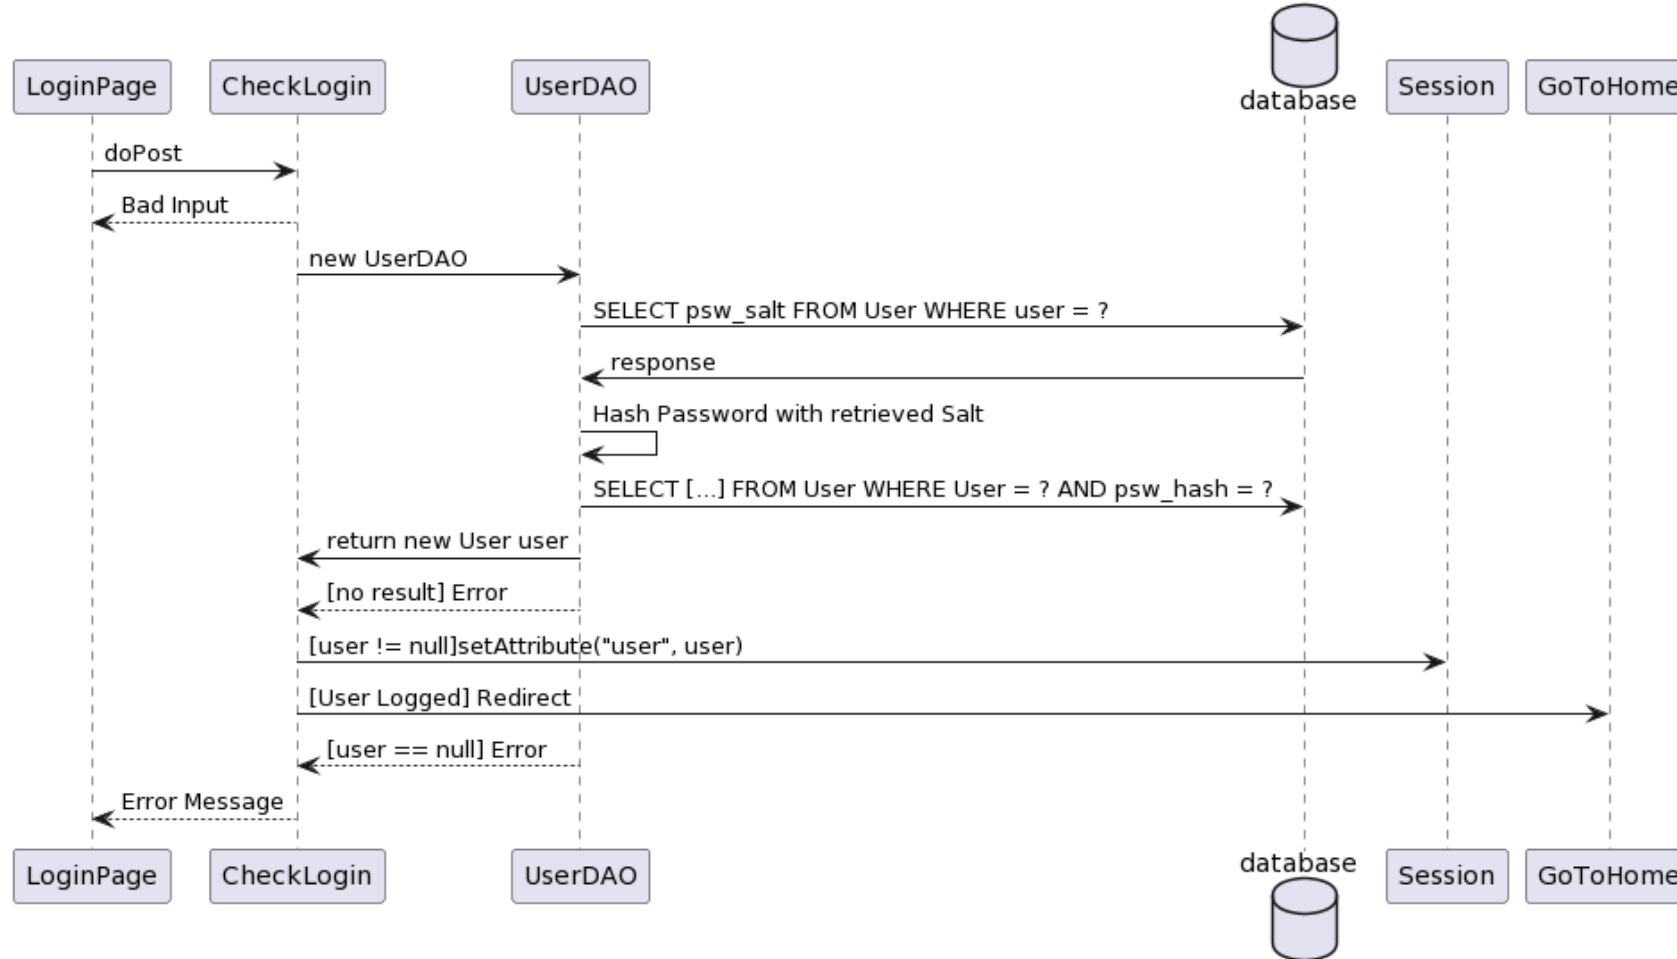 database
LoginPage
CheckLogin
UserDAO
Session
GoToHome
doPost
Bad Input
new UserDAO
SELECT psw_salt FROM User WHERE user = ?
response
Hash Password with retrieved Salt
SELECT [...] FROM User WHERE User = ? AND psw_hash = ?
return new User user
[no result] Error
[user != null]setAttribute("user", user)
[User Logged] Redirect
[user == null] Error
Error Message
LoginPage
CheckLogin
UserDAO
database
Session
GoToHome